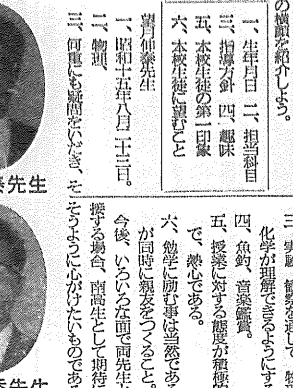 の横顔を紹介しよう。
一、生年月日　二、担当科目
三、指導方針　四、趣味
五、本校生徒の第一印象
六、本校生徒に望むこと
望月仲泰先生
一、昭和十五年八月二十三日。
二、物理、
三、何事にも疑問をいだき、そ
泰先生
三、実験、観察を通して、物
化学が理解できるようにする
四、魚釣、音楽鑑賞。
五、授業に対する態度が積極
で、熱心である。
六、勉学に励む事は当然であ
が同時に親友をつくること。
今後、いろいろな面で両先生
接する場合、南高生として期待
そうように心がけたいものであ
先生